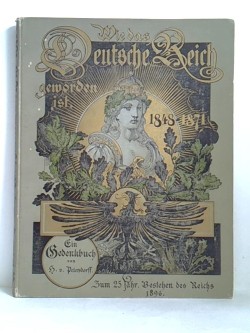 Wie das
Deutsche Reich
geworden
ist.
1848-1871
Ein
Gedenkbuch
von
H. v. Petersdorff
Zum 25 Jähr. Bestehen des Reichs
1896.